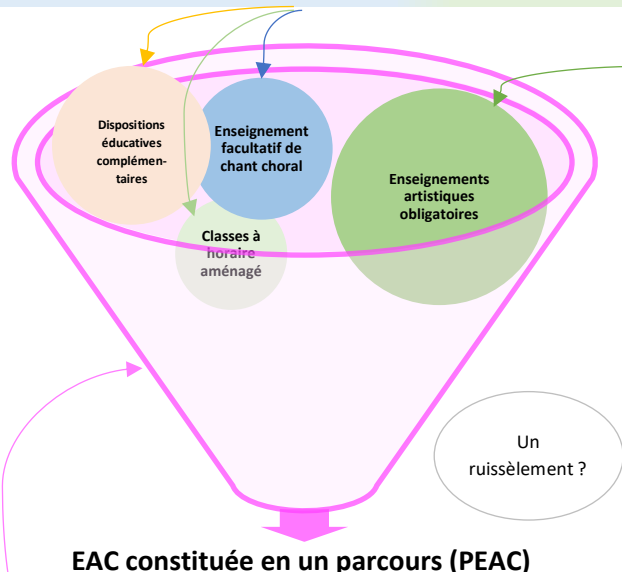 Dispositions
éducatives
complémen-
taires
Enseignement
facultatif de
chant choral
Enseignements
artistiques
obligatoires
Classes à
horaire
aménagé
Un
ruissèlement ?
EAC constituée en un parcours (PEAC)